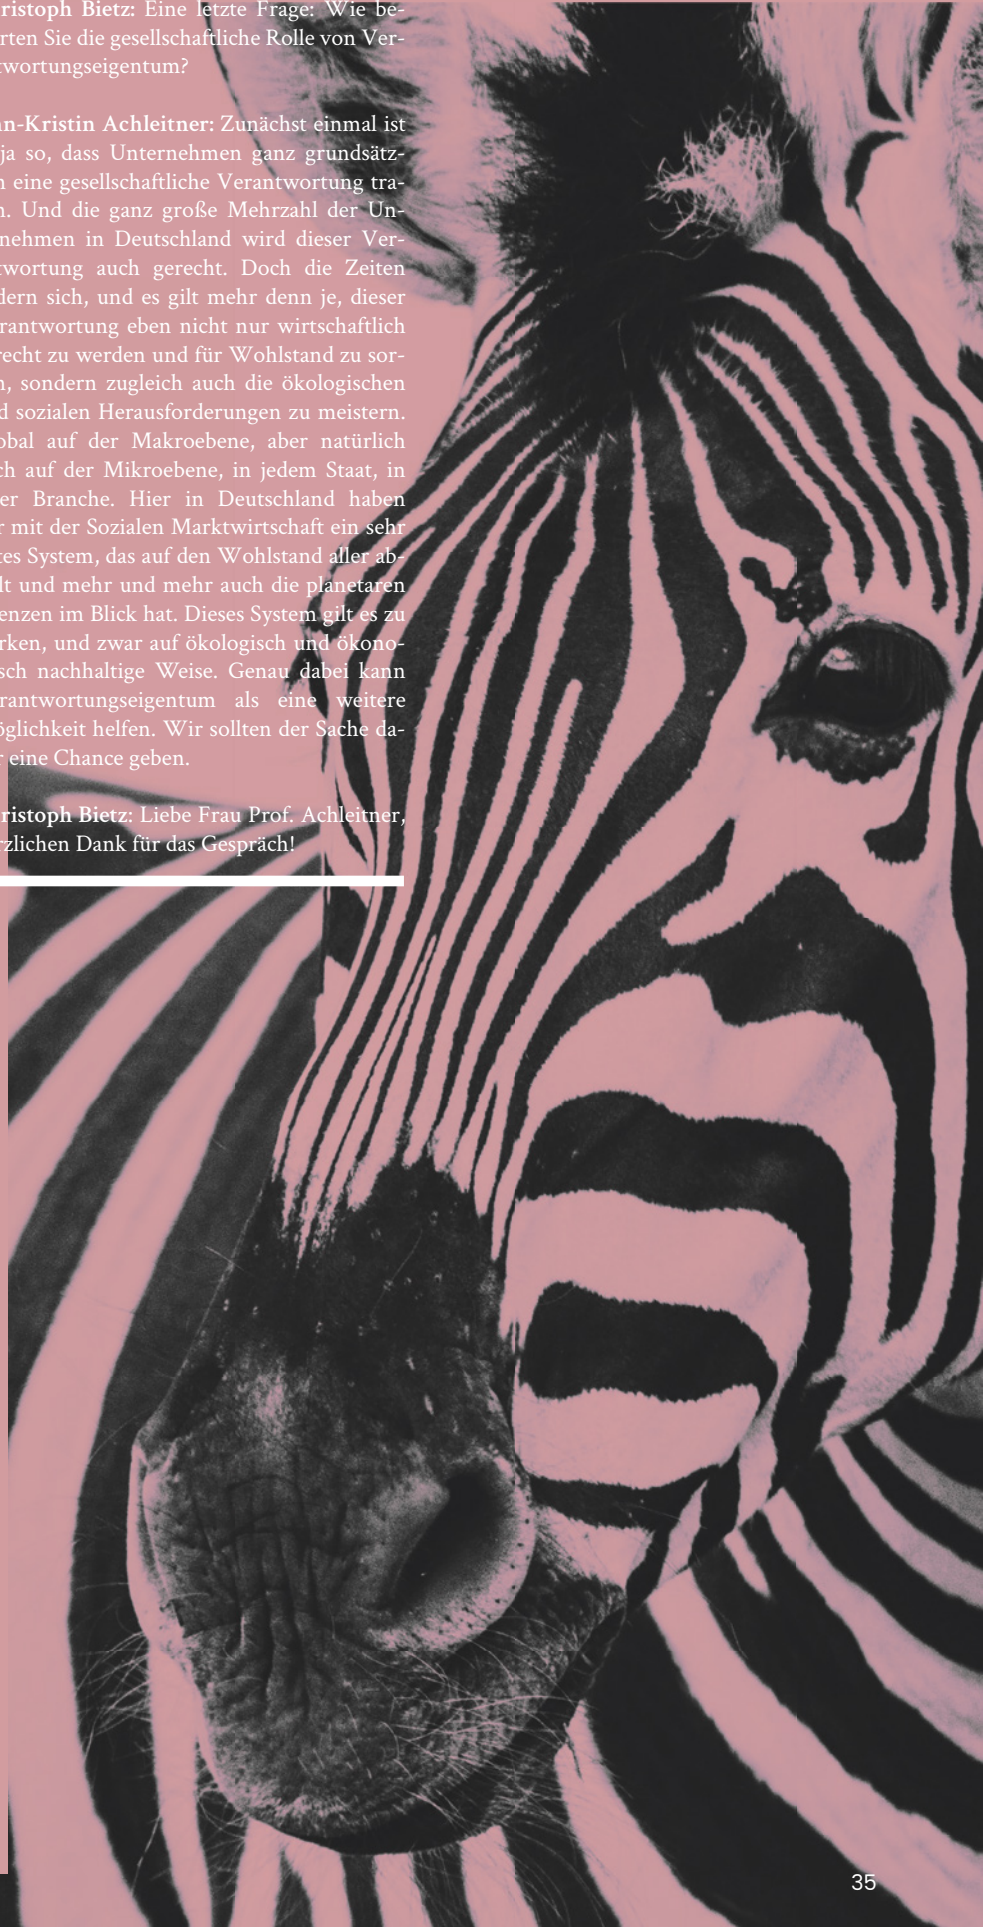 ristoph Bietz: Eine letzte Frage: Wie be-
rten Sie die gesellschaftliche Rolle von Ver-
twortungseigentum?
n-Kristin Achleitner: Zunächst einmal ist
ja so, dass Unternehmen ganz grundsätz-
n eine gesellschaftliche Verantwortung tra-
n. Und die ganz große Mehrzahl der Un-
nehmen in Deutschland wird dieser Ver-
twortung auch gerecht. Doch die Zeiten
dern sich, und es gilt mehr denn je, dieser
rantwortung eben nicht nur wirtschaftlich
recht zu werden und für Wohlstand zu sor-
n, sondern zugleich auch die ökologischen
d sozialen Herausforderungen zu meistern.
obal auf der Makroebene, aber natürlich
ch auf der Mikroebene, in jedem Staat, in
er Branche. Hier in Deutschland haben
r mit der Sozialen Marktwirtschaft ein sehr
tes System, das auf den Wohlstand aller ab-
lt und mehr und mehr auch die planetaren
enzen im Blick hat. Dieses System gilt es zu
rken, und zwar auf ökologisch und ökono-
sch nachhaltige Weise. Genau dabei kann
rantwortungseigentum als eine weitere
öglichkeit helfen. Wir sollten der Sache da-
r eine Chance geben.
ristoph Bietz: Liebe Frau Prof. Achleitner,
rzlichen Dank für das Gespräch!
35